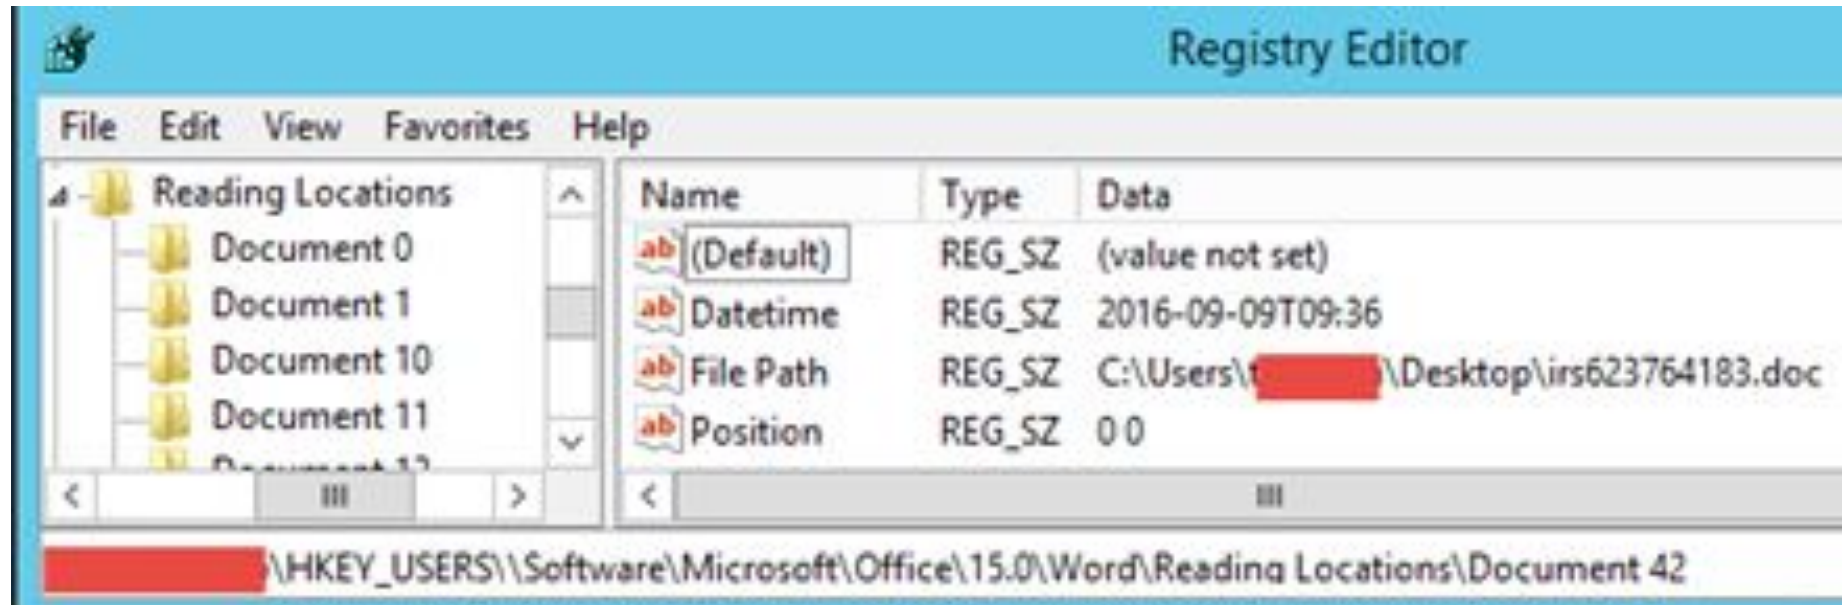 Registry Editor
File Edit View Favorites Help
Reading Locations
Document 0
Document 1
Document 10
Document 11
Document 12
Name Type Data
(Default) REG_SZ (value not set)
Datetime REG_SZ 2016-09-09T09:36
File Path REG_SZ C:\Users\t \Desktop\irs623764183.doc
Position REG_SZ 0 0
\HKEY_USERS\\Software\Microsoft\Office\15.0\Word\Reading Locations\Document 42